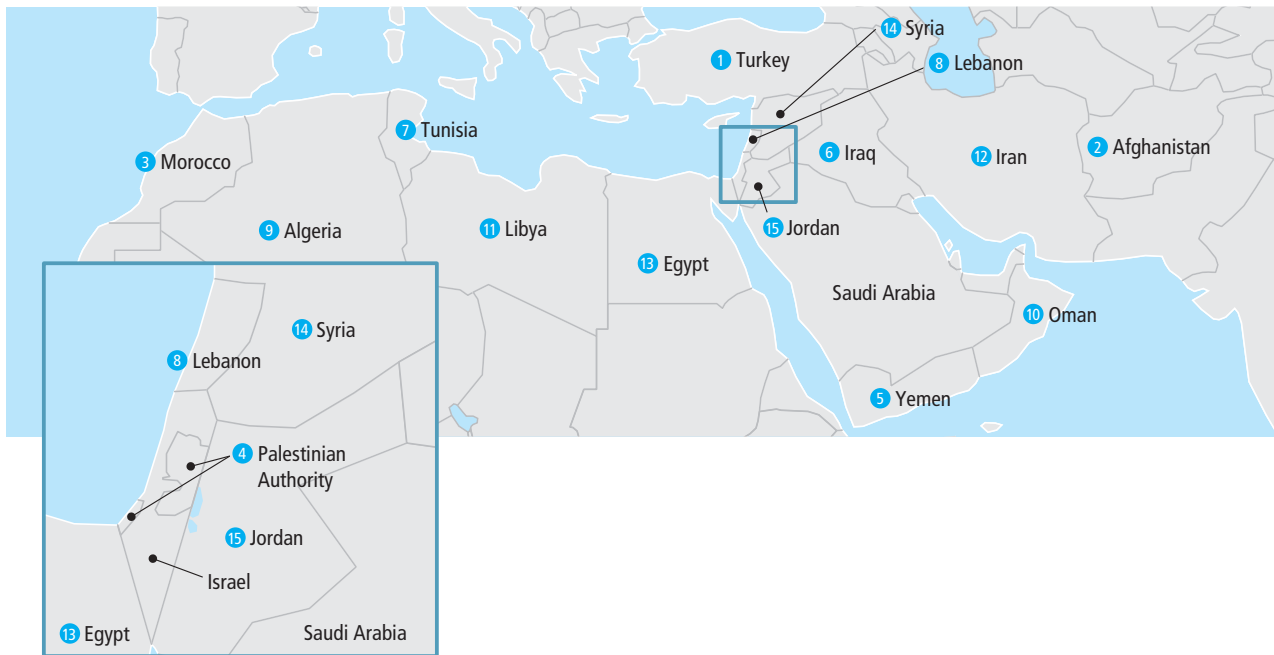 14 Syria
1 Turkey
8 Lebanon
7 Tunisia
3 Morocco
6 Iraq
12 Iran
2 Afghanistan
9 Algeria
11 Libya
15 Jordan
13 Egypt
Saudi Arabia
10 Oman
5 Yemen
14 Syria
8 Lebanon
4 Palestinian
Authority
15 Jordan
Israel
13 Egypt
Saudi Arabia